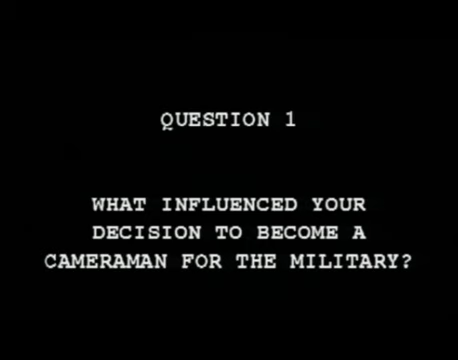 QUESTION 1
WHAT INFLUENCED YOUR
DECISION TO BECOME A
CAMERAMAN FOR THE MILITARY?